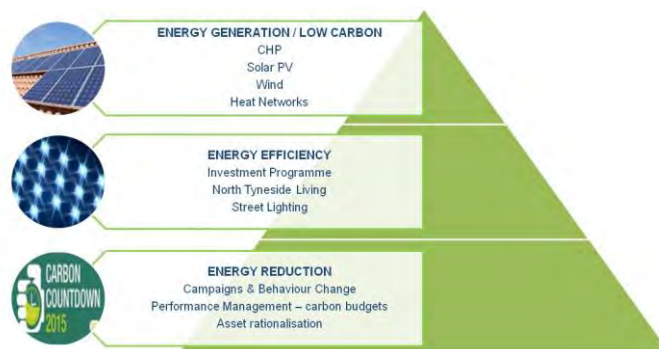 ENERGY GENERATION / LOW CARBON
CHP
Solar PV
Wind
Heat Networks
ENERGY EFFICIENCY
Investment Programme
North Tyneside Living
Street Lighting
CARBON
COUNTDOWN
2015
ENERGY REDUCTION
Campaigns & Behaviour Change
Performance Management – carbon budgets
Asset rationalisation